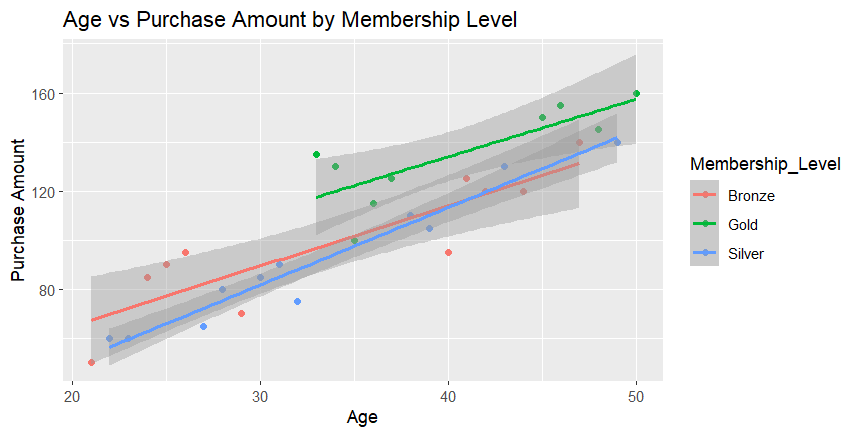 Age vs Purchase Amount by Membership Level
160
120
80
Purchase Amount
20 30 40 50
Age
Membership_Level
Bronze
Gold
Silver